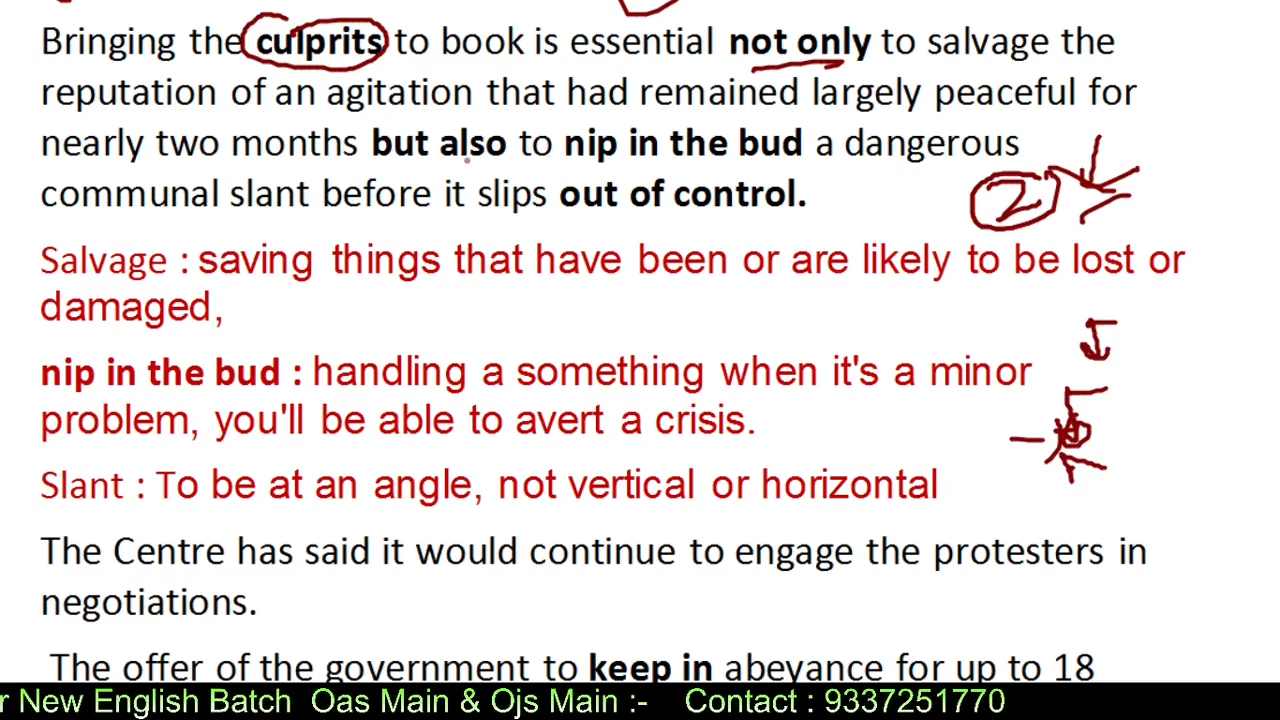 Bringing the culprits to book is essential not only to salvage the
reputation of an agitation that had remained largely peaceful for
nearly two months but also to nip in the bud a dangerous
communal slant before it slips out of control.
2
Salvage : saving things that have been or are likely to be lost or
damaged,
nip in the bud : handling a something when it's a minor
problem, you'll be able to avert a crisis.
Slant : To be at an angle, not vertical or horizontal
The Centre has said it would continue to engage the protesters in
negotiations.
The offer of the government to keep in abeyance for up to 18
r New English Batch Oas Main & Ojs Main :- Contact : 9337251770